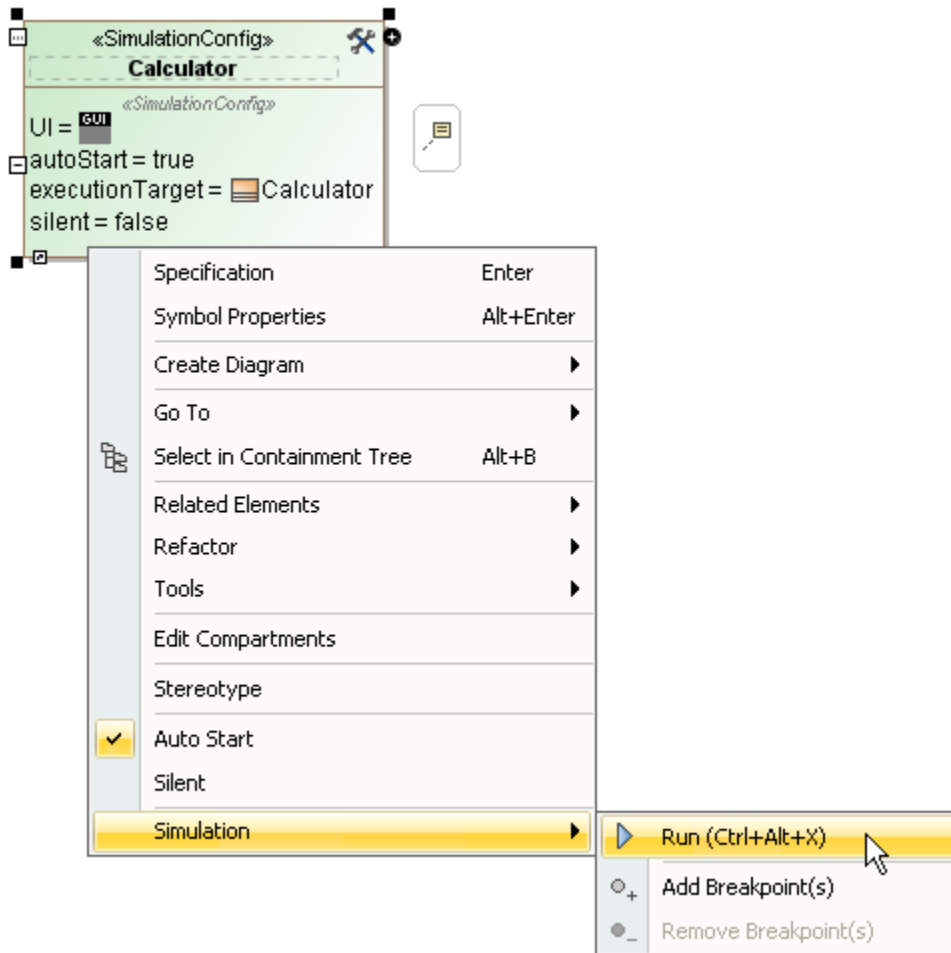 «SimulationConfig»
Calculator
«SimulationConfig»
UI = GUI
autoStart = true
executionTarget = Calculator
silent = false
Specification Enter
Symbol Properties Alt+Enter
Create Diagram
Go To
Select in Containment Tree Alt+B
Related Elements
Refactor
Tools
Edit Compartments
Stereotype
Auto Start
Silent
Simulation
Run (Ctrl+Alt+X)
Add Breakpoint(s)
Remove Breakpoint(s)